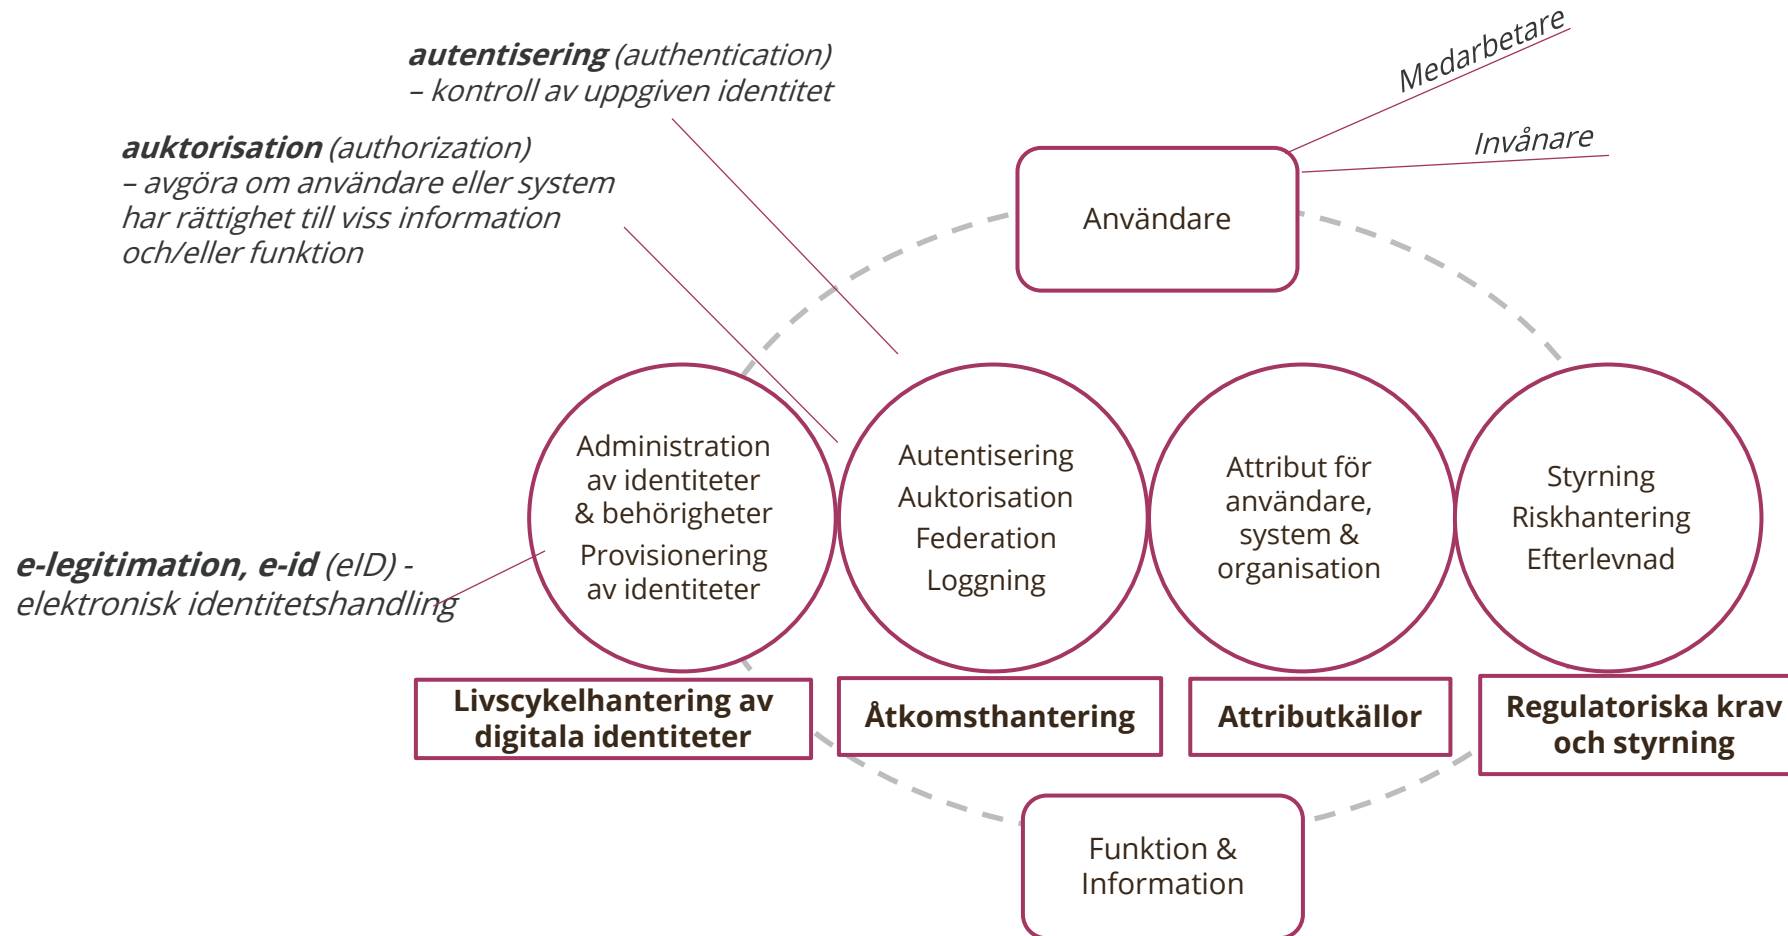 autentisering (authentication)
– kontroll av uppgiven identitet
auktorisation (authorization)
– avgöra om användare eller system
har rättighet till viss information
och/eller funktion
Medarbetare
Invånare
Användare
Administration
av identiteter
& behörigheter
Provisionering
av identiteter
Autentisering
Auktorisation
Federation
Loggning
Attribut för
användare,
system &
organisation
Styrning
Riskhantering
Efterlevnad
e-legitimation, e-id (eID) -
elektronisk identitetshandling
Livscykelhantering av
digitala identiteter
Åtkomsthantering
Attributkällor
Regulatoriska krav
och styrning
Funktion &
Information